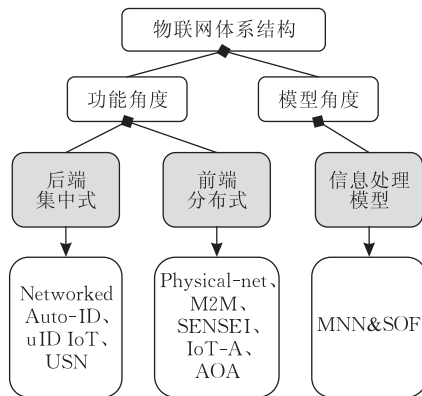 物联网体系结构
功能角度
模型角度
后端
集中式
前端
分布式
信息处理
模型
Networked
Auto-ID、
uID IoT、
USN
Physical-net、
M2M、
SENSEI、
IoT-A、
AOA
MNN&SOF